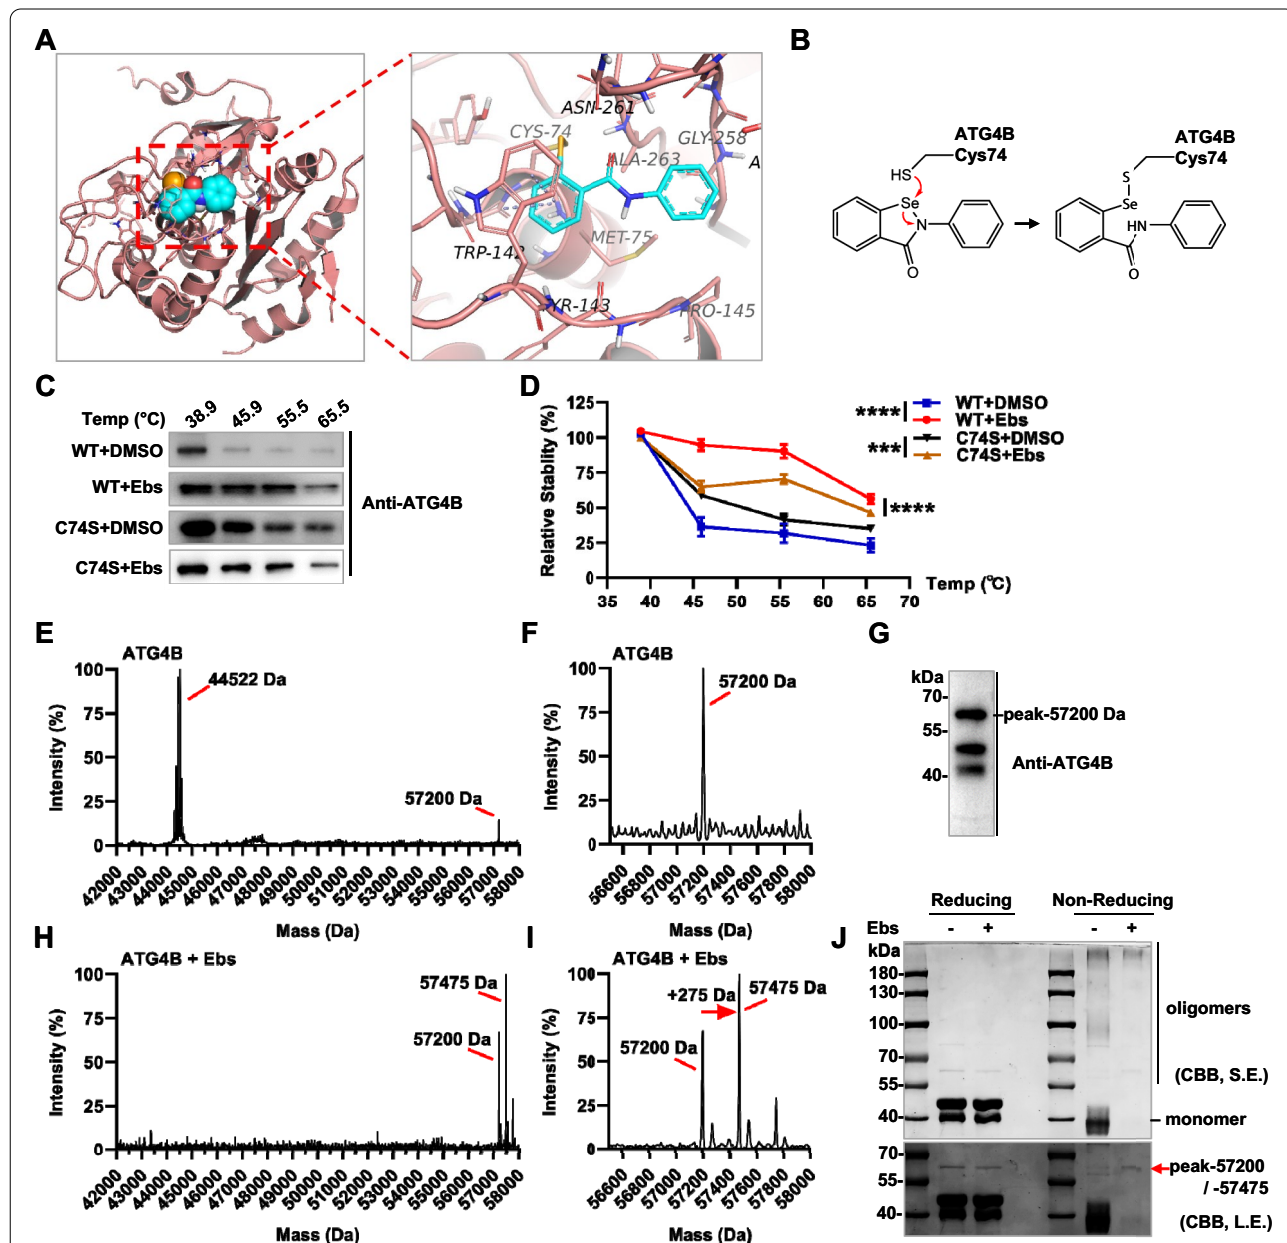 A
ASN-261
CYS-74
GLY-258
ALA-263
A
MET-75
TRP-142
YR-143
PRO-145
B
ATG4B
Cys74
HS
Se
N
O
ATG4B
Cys74
S
Se
HN
O
C
Temp (°C)
38.9 45.9 55.5 65.5
WT+DMSO
WT+Ebs
C74S+DMSO
C74S+Ebs
Anti-ATG4B
D
Relative Stability (%)
125
100
75
50
25
0
35 40 45 50 55 60 65 70
Temp (°C)
WT+DMSO
WT+Ebs
C74S+DMSO
C74S+Ebs
****
***
****
E
ATG4B
Intensity (%)
100
75
50
25
0
44522 Da
57200 Da
42000 43000 44000 45000 46000 47000 48000 49000 50000 51000 52000 53000 54000 55000 56000 57000 58000
Mass (Da)
F
ATG4B
Intensity (%)
100
75
50
25
0
57200 Da
56600 56800 57000 57200 57400 57600 57800 58000
Mass (Da)
G
kDa
70-
55-
40-
peak-57200 Da
Anti-ATG4B
H
ATG4B + Ebs
Intensity (%)
100
75
50
25
0
57475 Da
57200 Da
42000 43000 44000 45000 46000 47000 48000 49000 50000 51000 52000 53000 54000 55000 56000 57000 58000
Mass (Da)
I
ATG4B + Ebs
Intensity (%)
100
75
50
25
0
+275 Da
57475 Da
57200 Da
56600 56800 57000 57200 57400 57600 57800 58000
Mass (Da)
J
Reducing Non-Reducing
Ebs - + - +
kDa
180-
130-
100-
70-
55-
40-
oligomers
(CBB, S.E.)
monomer
70-
55-
40-
peak-57200
/ -57475
(CBB, L.E.)